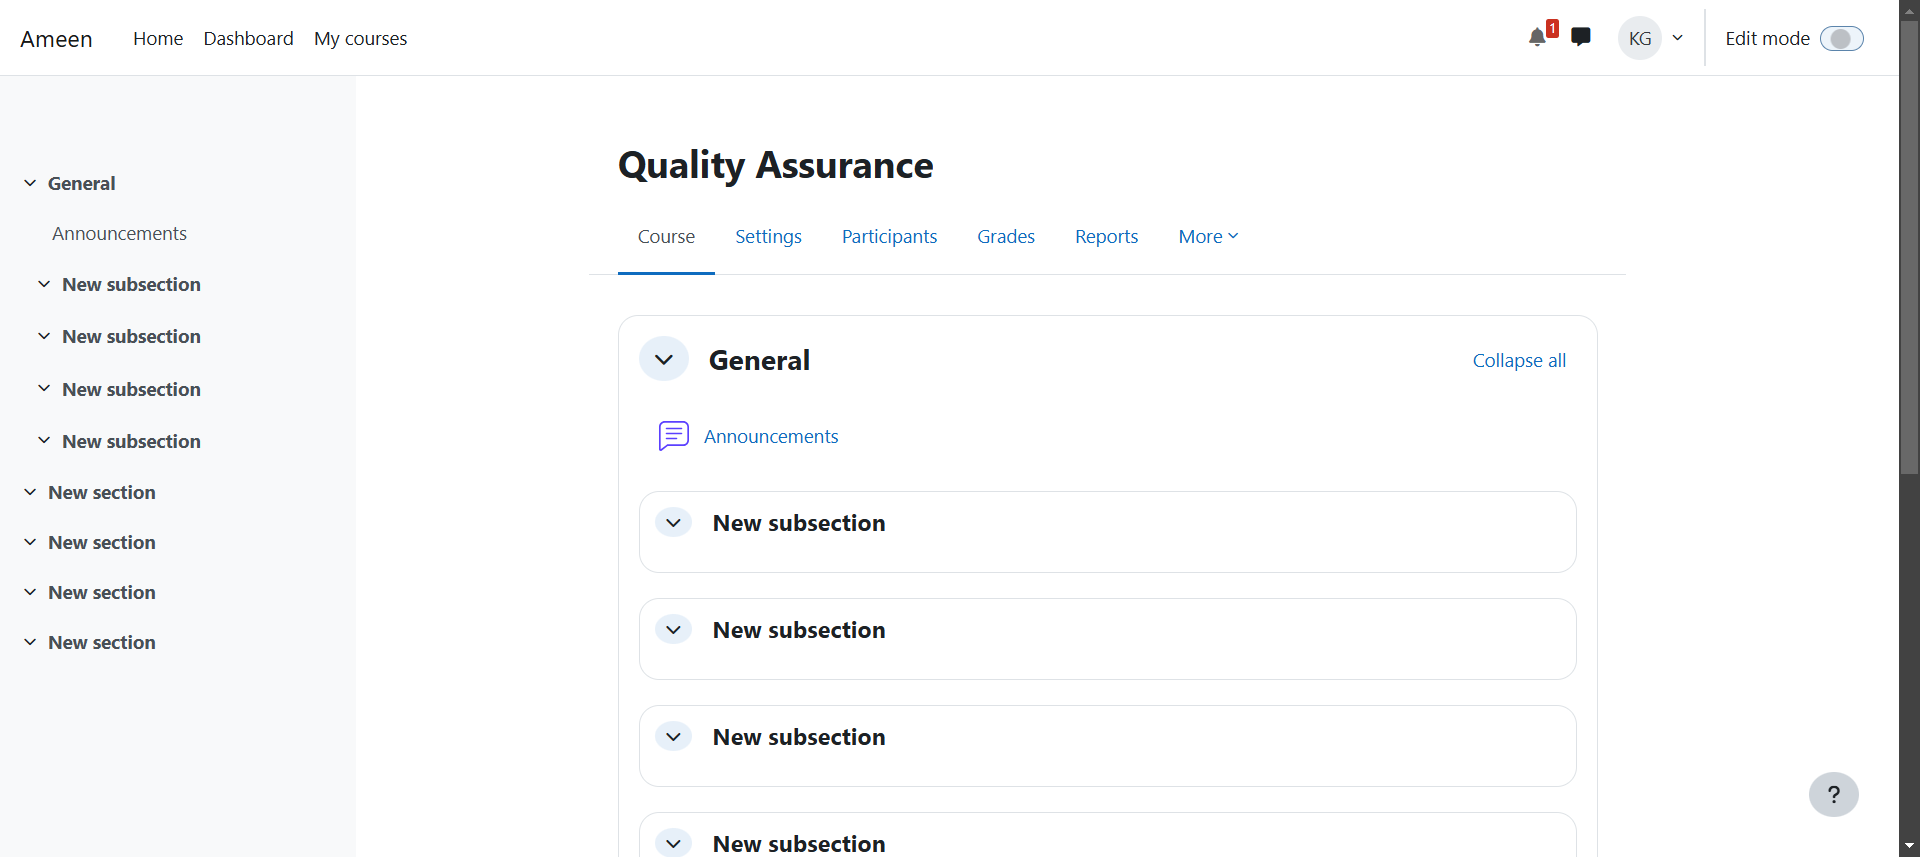 Ameen Home Dashboard My courses 1 KG Edit mode
General
Announcements
New subsection
New subsection
New subsection
New subsection
New section
New section
New section
New section
Quality Assurance
Course Settings Participants Grades Reports More
General Collapse all
Announcements
New subsection
New subsection
New subsection
New subsection
?